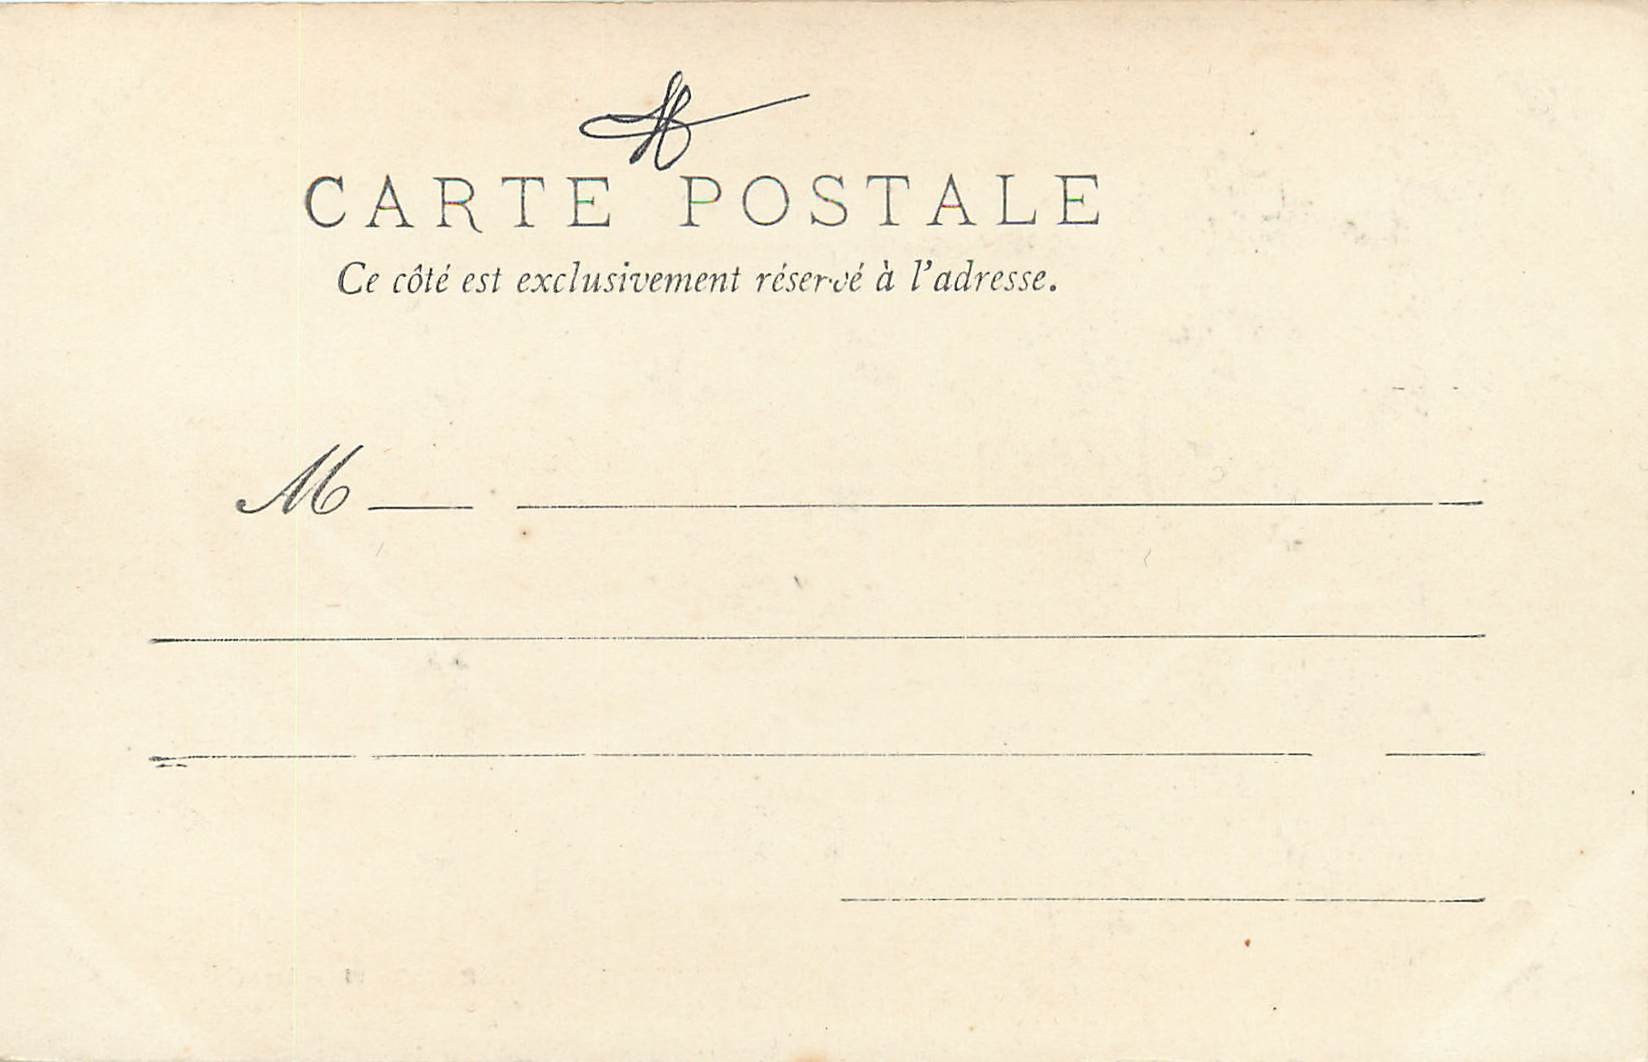 CARTE POSTALE
Ce côté est exclusivement réservé à l'adresse.
M